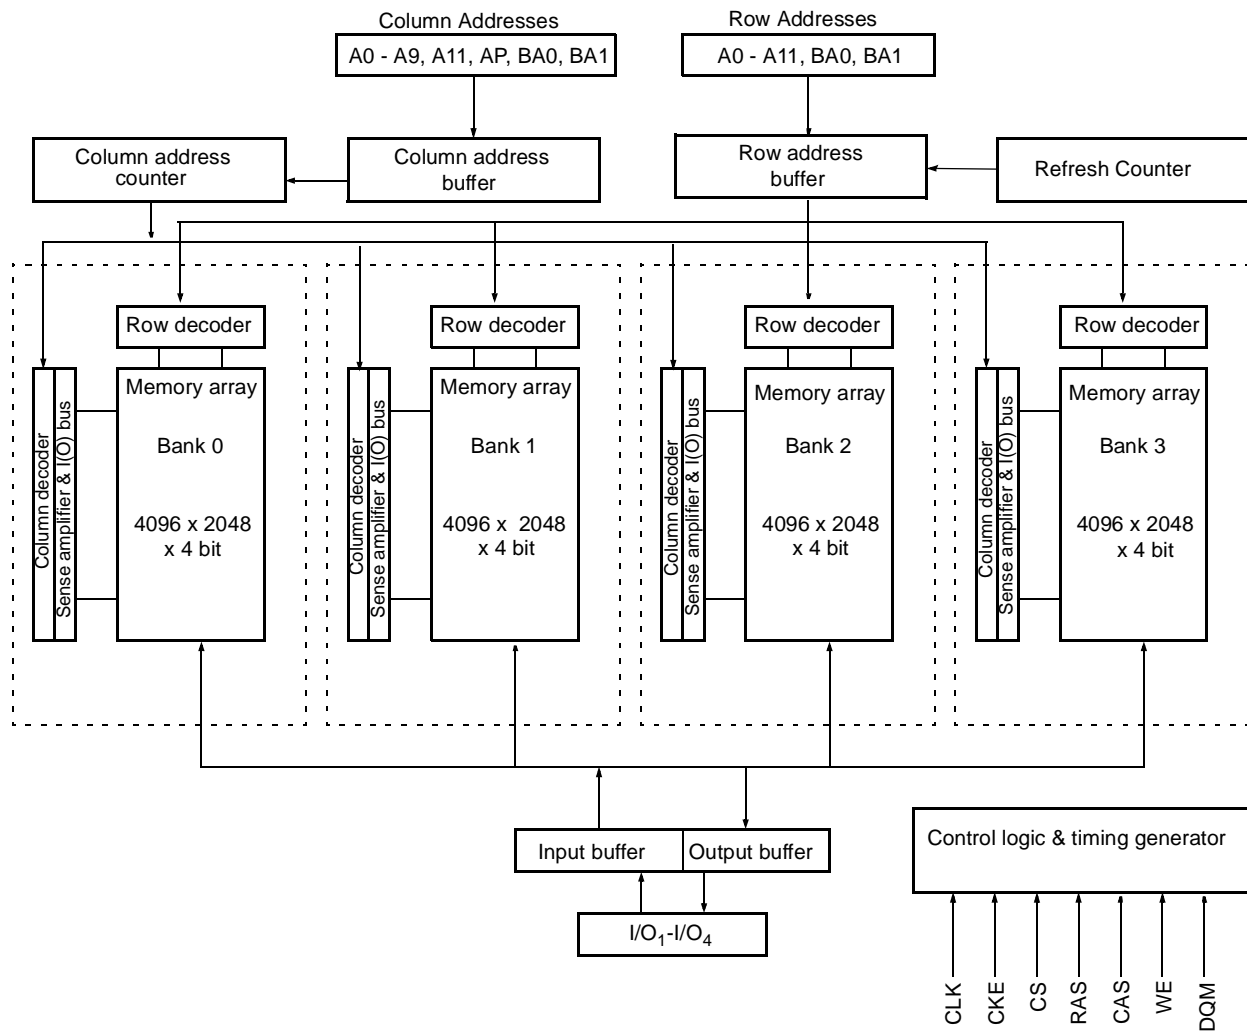 Column Addresses
Row Addresses
A0 - A9, A11, AP, BA0, BA1
A0 - A11, BA0, BA1
Column address
counter
Column address
buffer
Row address
buffer
Refresh Counter
Row decoder
Row decoder
Row decoder
Row decoder
Column decoder
Sense amplifier & I(O) bus
Memory array
Bank 0
4096 x 2048
x 4 bit
Column decoder
Sense amplifier & I(O) bus
Memory array
Bank 1
4096 x 2048
x 4 bit
Column decoder
Sense amplifier & I(O) bus
Memory array
Bank 2
4096 x 2048
x 4 bit
Column decoder
Sense amplifier & I(O) bus
Memory array
Bank 3
4096 x 2048
x 4 bit
Input buffer
Output buffer
I/O₁-I/O₄
Control logic & timing generator
CLK
CKE
CS
RAS
CAS
WE
DQM